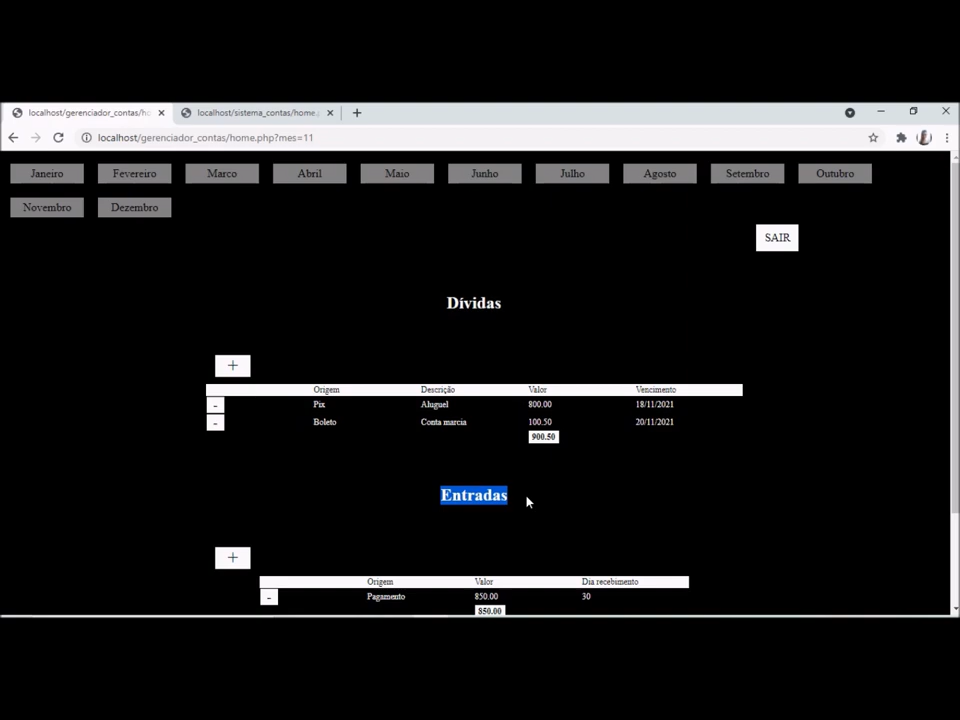 localhost/gerenciador_contas/ho
localhost/sistema_contas/home.
localhost/gerenciador_contas/home.php?mes=11
Janeiro Fevereiro Marco Abril Maio Junho Julho Agosto Setembro Outubro
Novembro Dezembro
SAIR
Dívidas
+
Origem Descrição Valor Vencimento
- Pix Aluguel 800.00 18/11/2021
- Boleto Conta marcia 100.50 20/11/2021
900.50
Entradas
+
Origem Valor Dia recebimento
- Pagamento 850.00 30
850.00